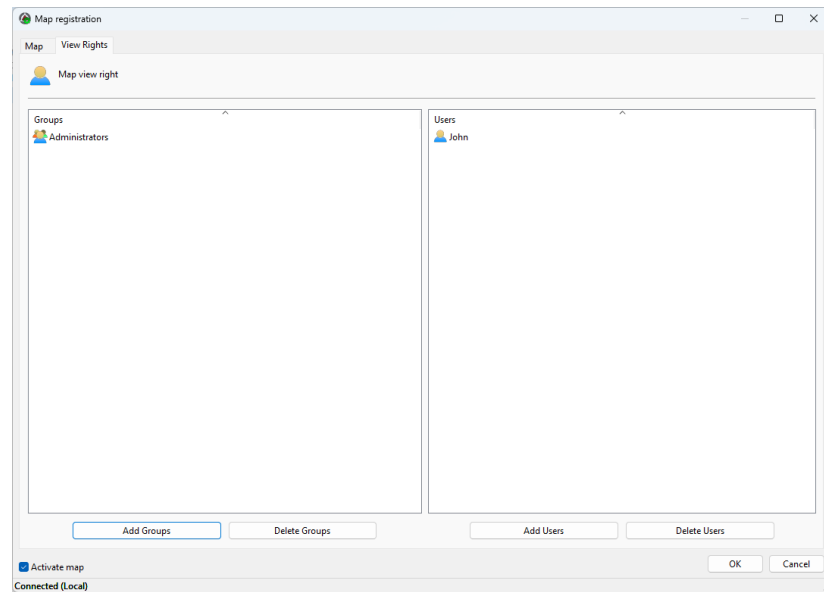 Map registration
Map View Rights
Map view right
Groups
Administrators
Users
John
Add Groups Delete Groups Add Users Delete Users
Activate map
OK Cancel
Connected (Local)